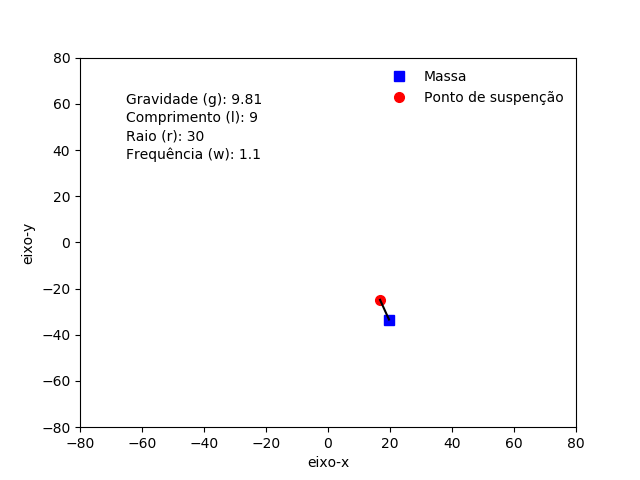 Massa
Ponto de suspenção
Gravidade (g): 9.81
Comprimento (l): 9
Raio (r): 30
Frequência (w): 1.1
80
60
40
20
0
−20
−40
−60
−80
eixo-y
−80 −60 −40 −20 0 20 40 60 80
eixo-x